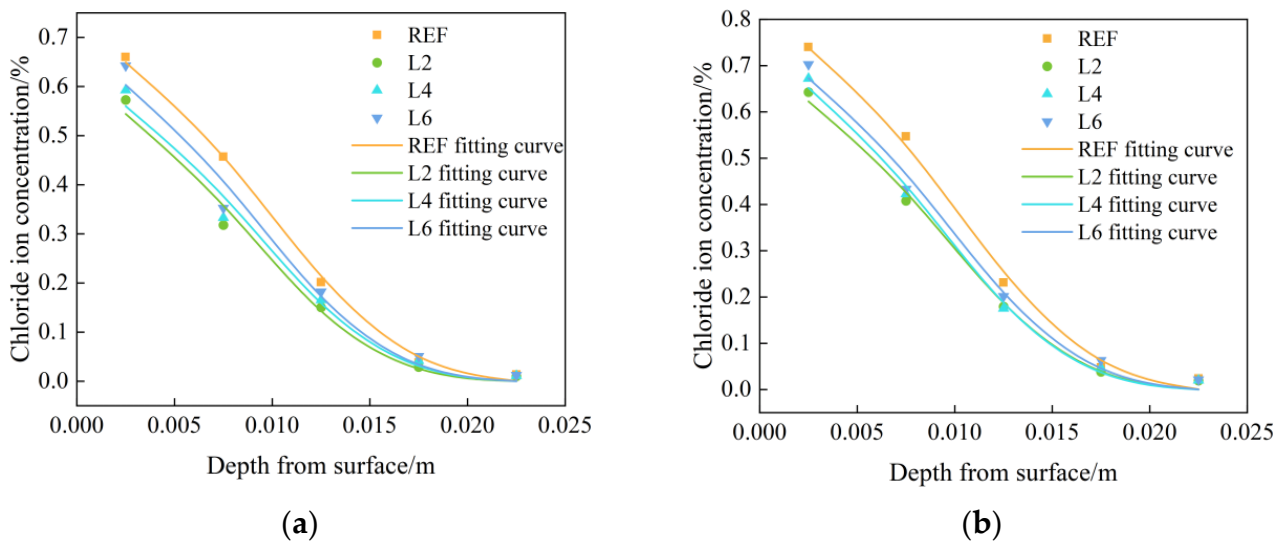 0.7
0.6
0.5
0.4
0.3
0.2
0.1
0.0
Chloride ion concentration/%
REF
L2
L4
L6
REF fitting curve
L2 fitting curve
L4 fitting curve
L6 fitting curve
0.000 0.005 0.010 0.015 0.020 0.025
Depth from surface/m
(a)
0.8
0.7
0.6
0.5
0.4
0.3
0.2
0.1
0.0
Chloride ion concentration/%
REF
L2
L4
L6
REF fitting curve
L2 fitting curve
L4 fitting curve
L6 fitting curve
0.000 0.005 0.010 0.015 0.020 0.025
Depth from surface/m
(b)